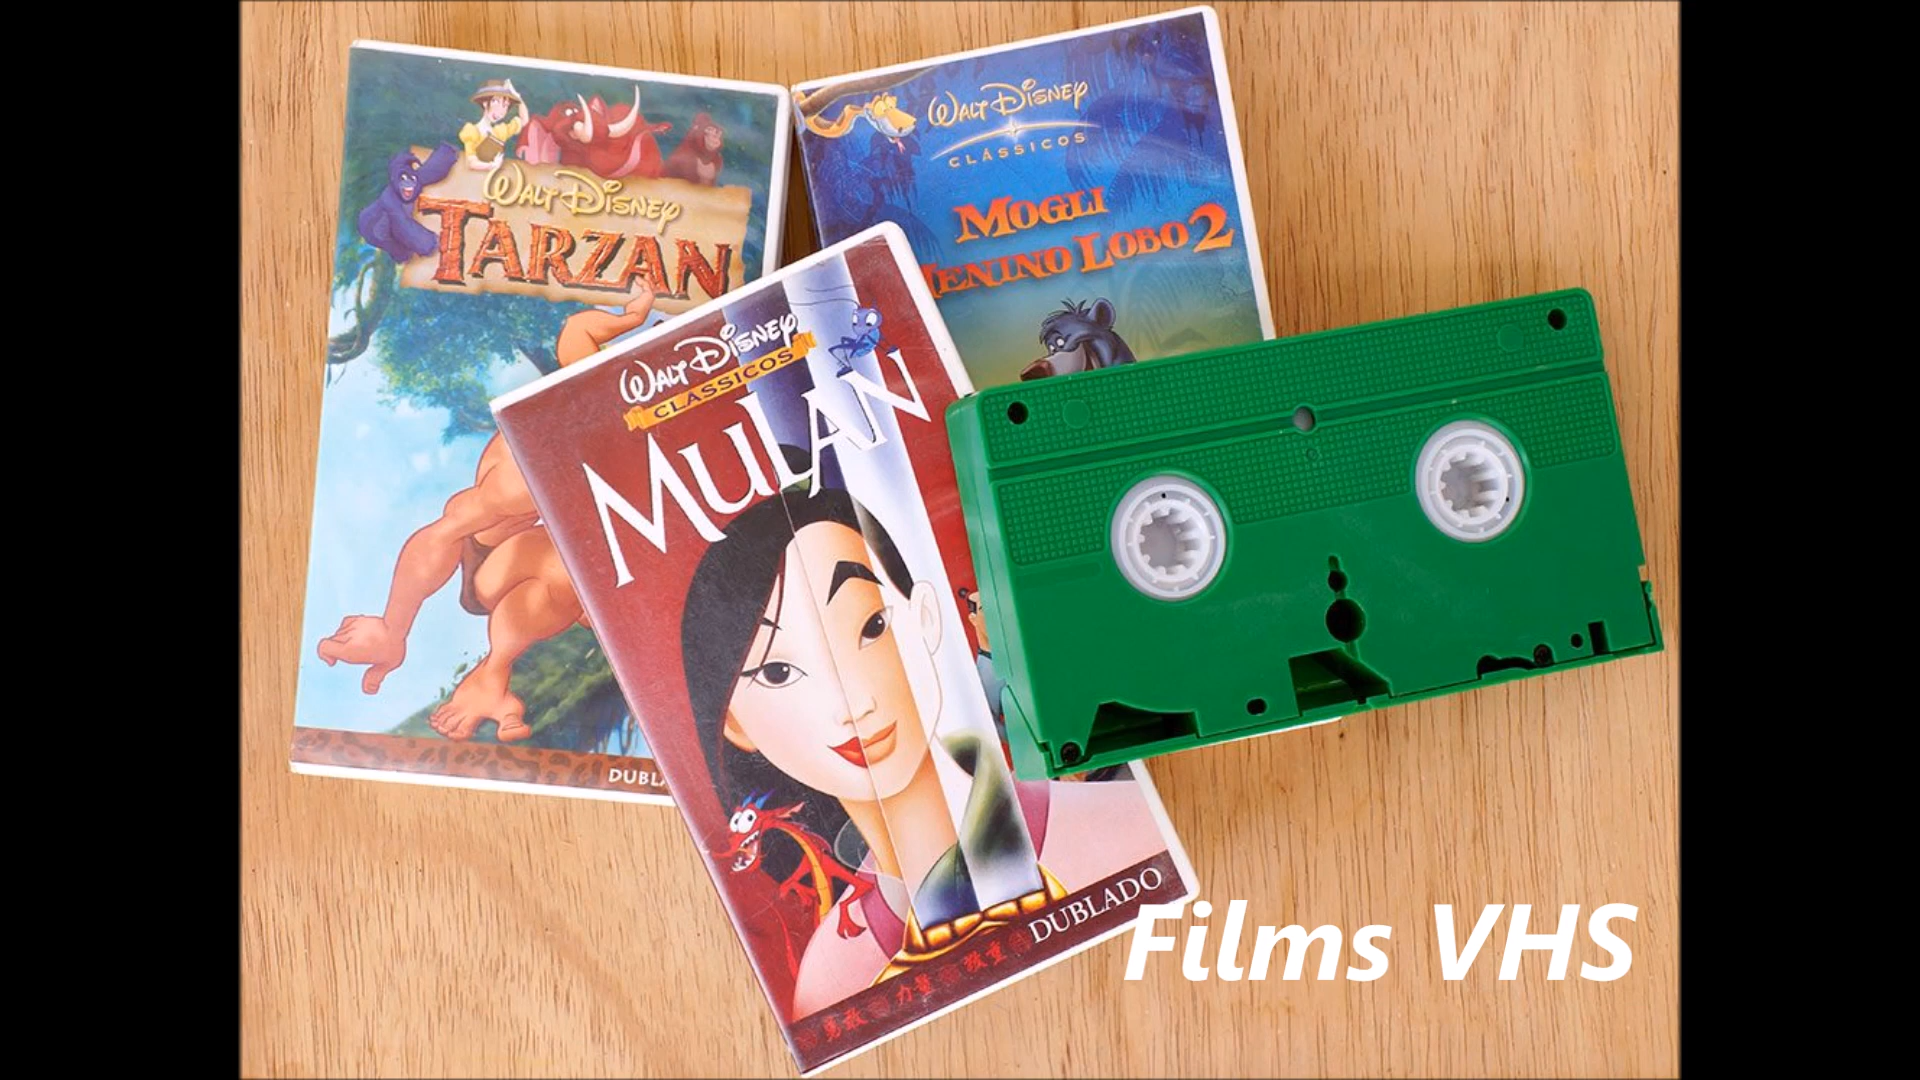 WALT DISNEY
TARZAN
DUBLA
WALT DISNEY
CLÁSSICOS
MOGLI
MENINO LOBO 2
WALT DISNEY
CLÁSSICOS
MULAN
DUBLADO
Films VHS